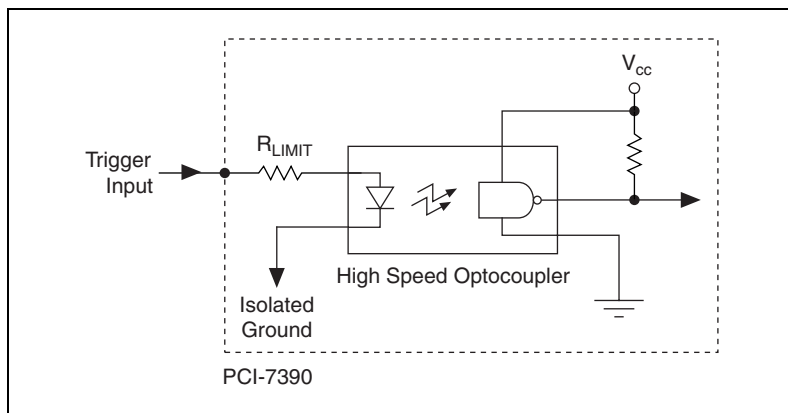 Vcc
RLIMIT
Trigger
Input
High Speed Optocoupler
Isolated
Ground
PCI-7390